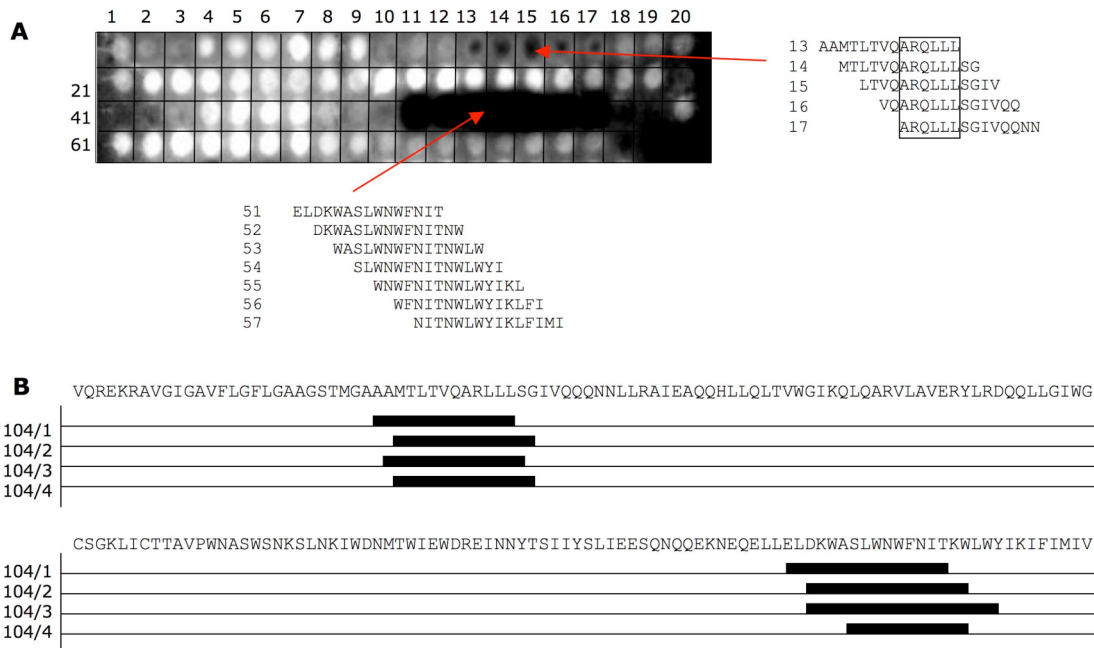 1 2 3 4 5 6 7 8 9 10 11 12 13 14 15 16 17 18 19 20
A
21
41
61
13 AAMTLTVQARQLLL
14 MTLTVQARQLLLSG
15 LTVQARQLLLSGIV
16 VQARQLLLSGIVQQ
17 ARQLLLSGIVQQNN
51 ELDKWASLWNWFNIT
52 DKWASLWNWFNITNW
53 WASLWNWFNITNWLW
54 SLWNWFNITNWLWYI
55 WNWFNITNWLWYIKL
56 WFNITNWLWYIKLFI
57 NITNWLWYIKLFIMI
B
VQREKRAVGIGAVFLGFLGAAGSTMGAAAMTLTVQARLLLSGIVQQQNNLLRAIEAQQHLLQLTVWGIKQLQARVLAVERYLRDQQLLGIWG
104/1
104/2
104/3
104/4
CSGKLICTTAVPWNASWSNKSLNKIWDNMTWIEWDREINNYTSIIYSLIEESQNQQEKNEQELLELDKWASLWNWFNITKWLWYIKIFIMIV
104/1
104/2
104/3
104/4